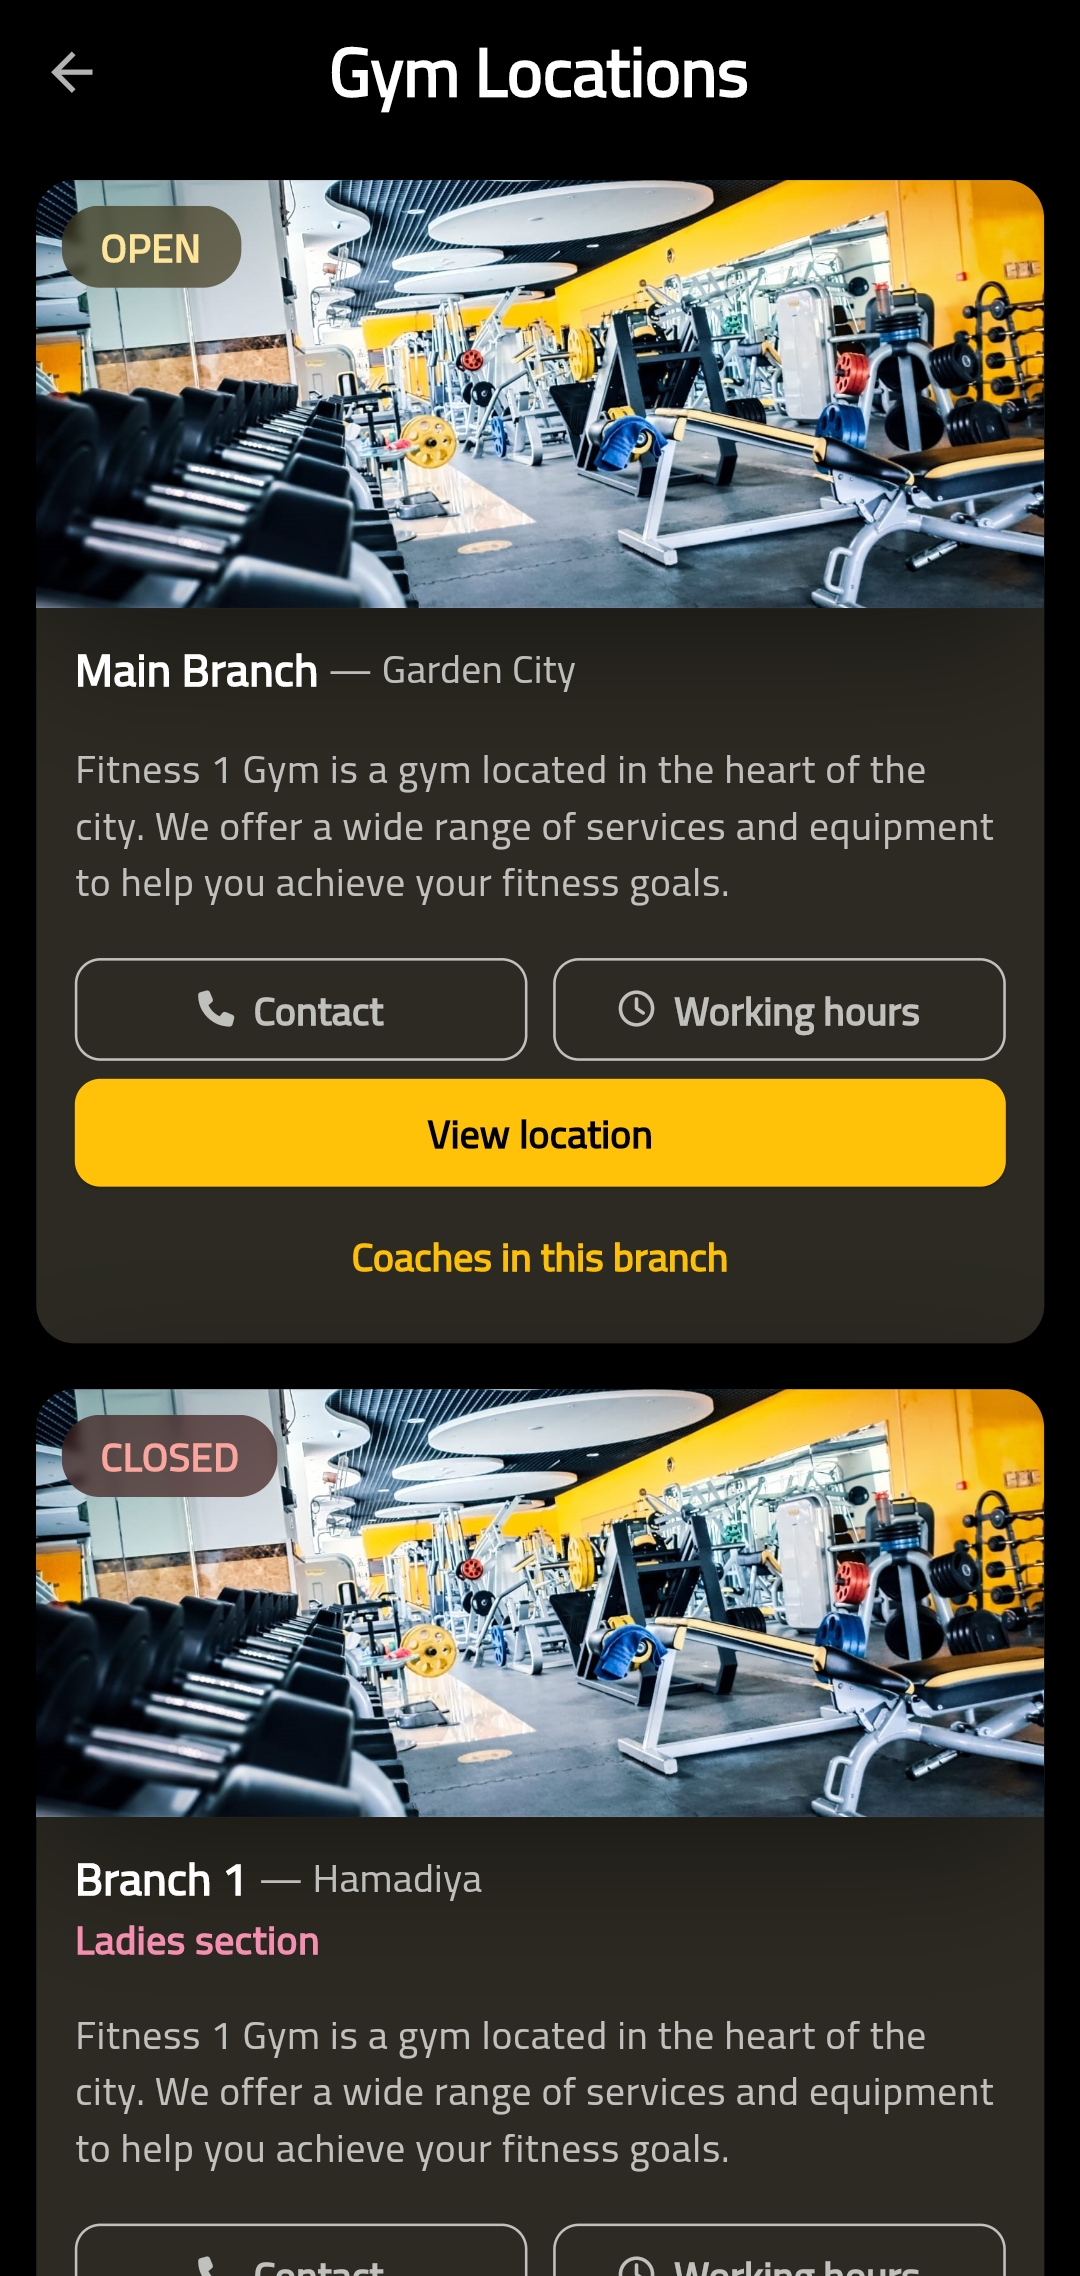 Gym Locations
OPEN
Main Branch — Garden City
Fitness 1 Gym is a gym located in the heart of the
city. We offer a wide range of services and equipment
to help you achieve your fitness goals.
Contact
Working hours
View location
Coaches in this branch
CLOSED
Branch 1 — Hamadiya
Ladies section
Fitness 1 Gym is a gym located in the heart of the
city. We offer a wide range of services and equipment
to help you achieve your fitness goals.
Contact
Working hours